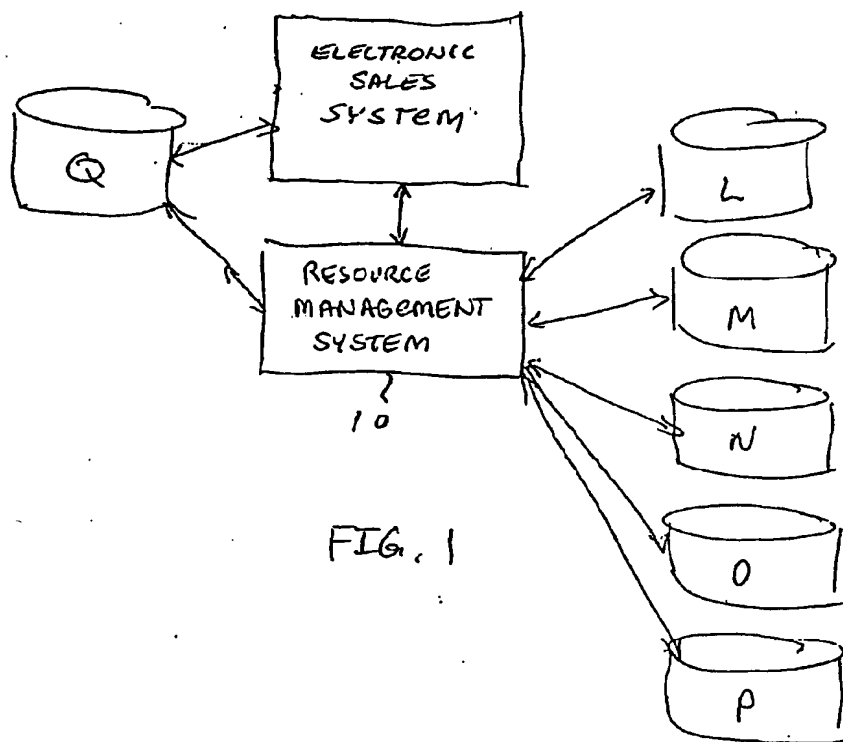 ELECTRONIC
SALES
SYSTEM
Q
L
RESOURCE
MANAGEMENT
SYSTEM
M
10
N
FIG. 1
O
P